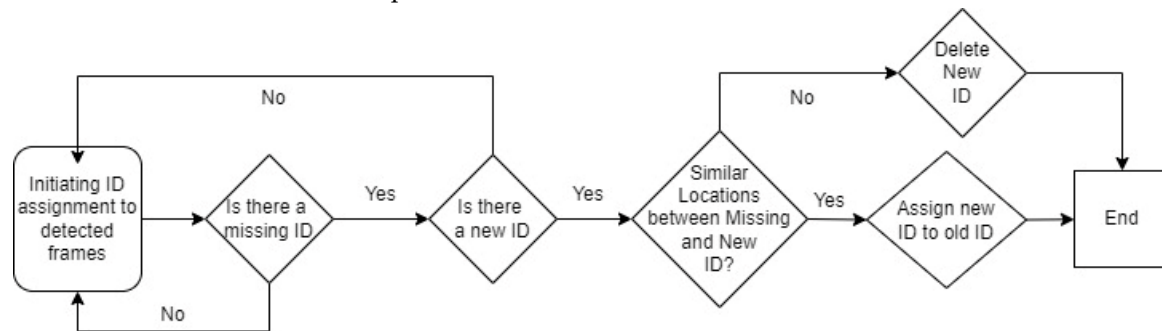 Initiating ID
assignment to
detected
frames
No
Is there a
missing ID
Yes
No
Is there
a new ID
Yes
Similar
Locations
between Missing
and New
ID?
No
Delete
New
ID
Yes
Assign new
ID to old ID
End